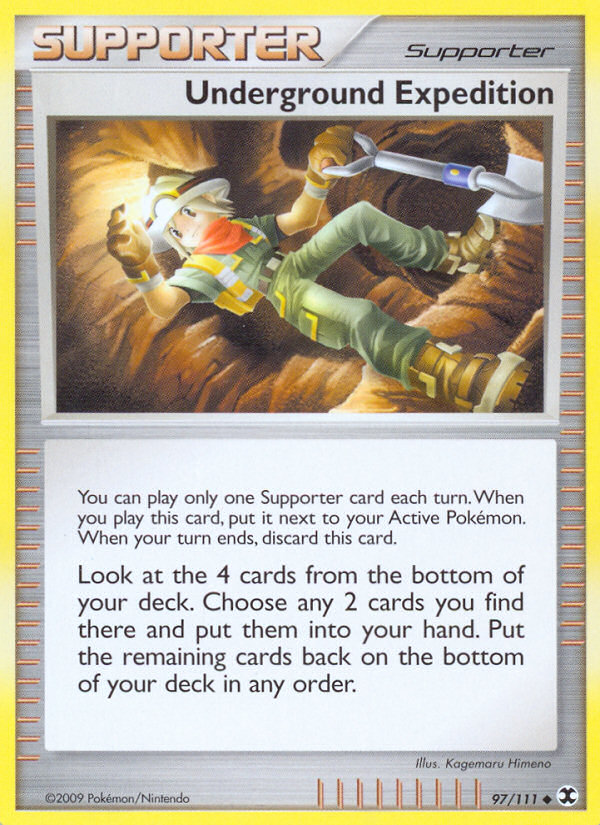 SUPPORTER
Supporter
Underground Expedition
You can play only one Supporter card each turn. When
you play this card, put it next to your Active Pokémon.
When your turn ends, discard this card.
Look at the 4 cards from the bottom of
your deck. Choose any 2 cards you find
there and put them into your hand. Put
the remaining cards back on the bottom
of your deck in any order.
Illus. Kagemaru Himeno
©2009 Pokémon/Nintendo
97/111 ◆